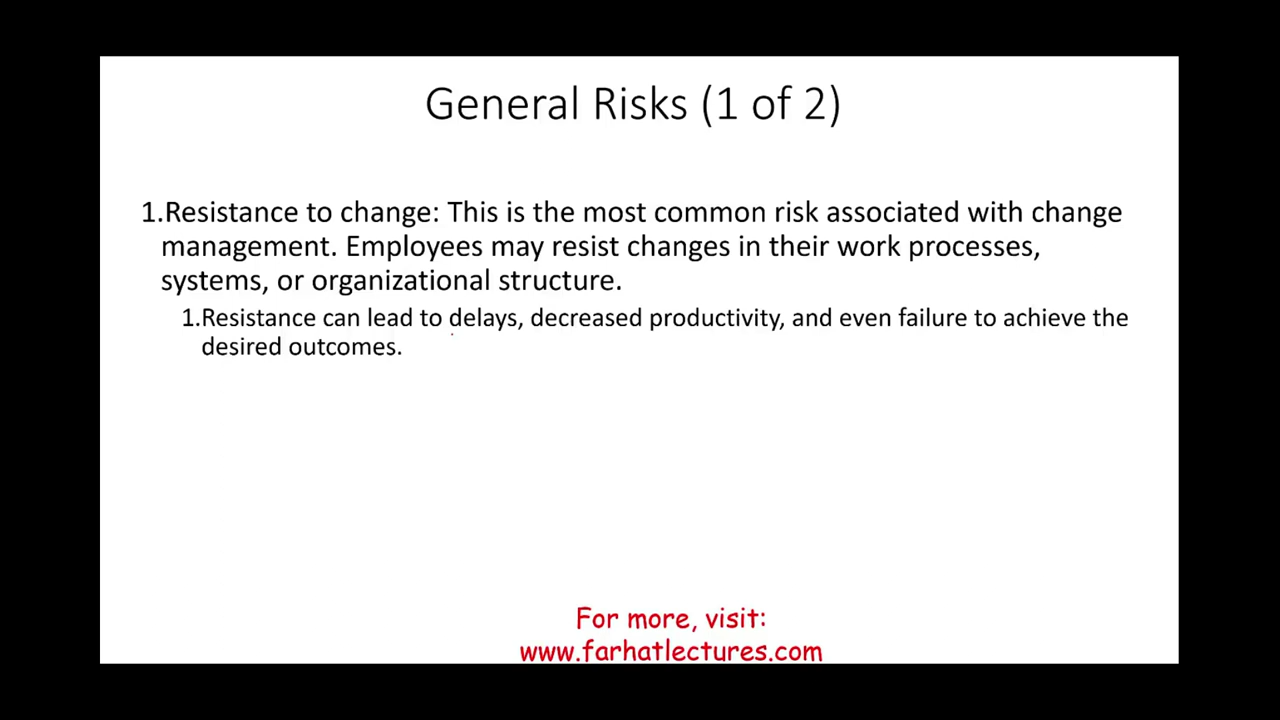 General Risks (1 of 2)
1.Resistance to change: This is the most common risk associated with change
management. Employees may resist changes in their work processes,
systems, or organizational structure.
1.Resistance can lead to delays, decreased productivity, and even failure to achieve the
desired outcomes.
For more, visit:
www.farhatlectures.com